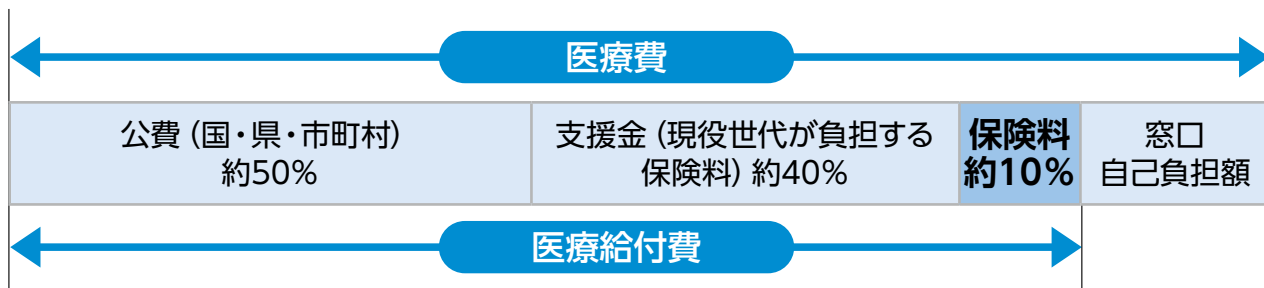 医療費
公費（国・県・市町村）
約50%
支援金（現役世代が負担する
保険料）約40%
保険料
約10%
窓口
自己負担額
医療給付費